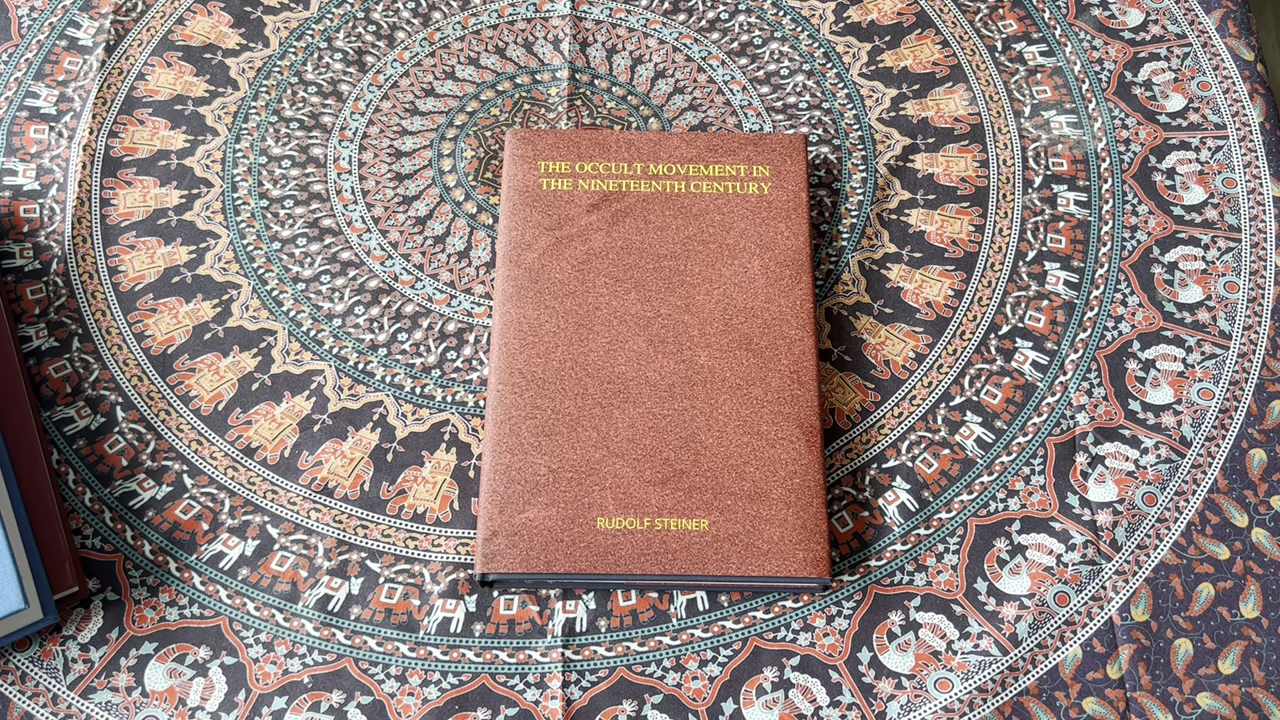 THE OCCULT MOVEMENT IN
THE NINETEENTH CENTURY
RUDOLF STEINER